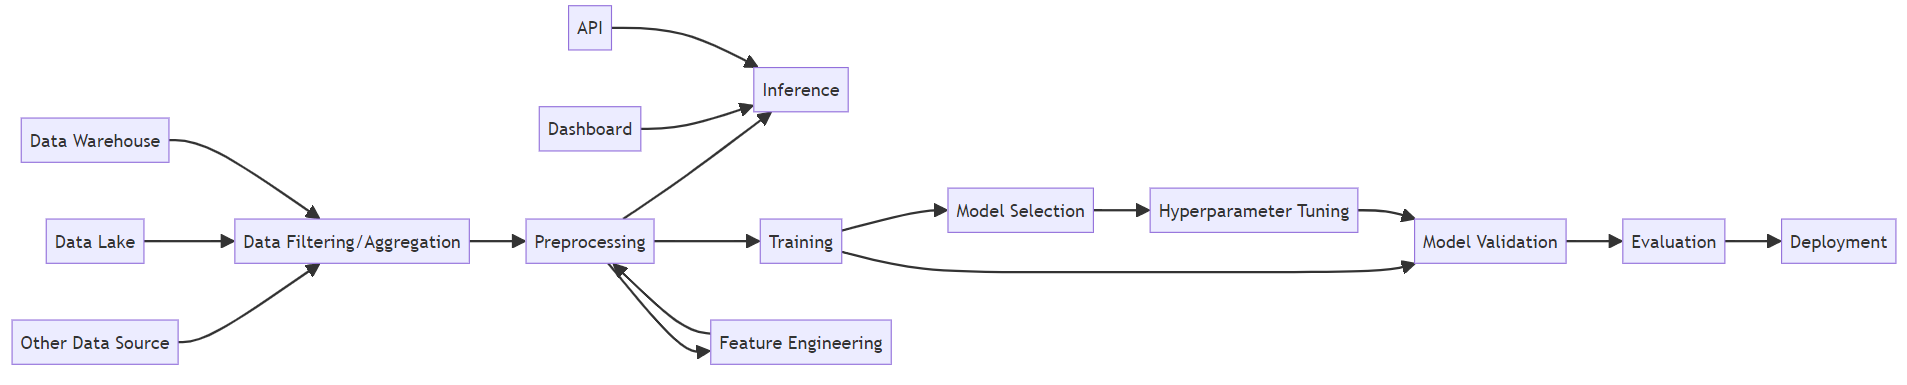 API
Inference
Dashboard
Data Warehouse
Data Lake
Other Data Source
Data Filtering/Aggregation
Preprocessing
Training
Feature Engineering
Model Selection
Hyperparameter Tuning
Model Validation
Evaluation
Deployment